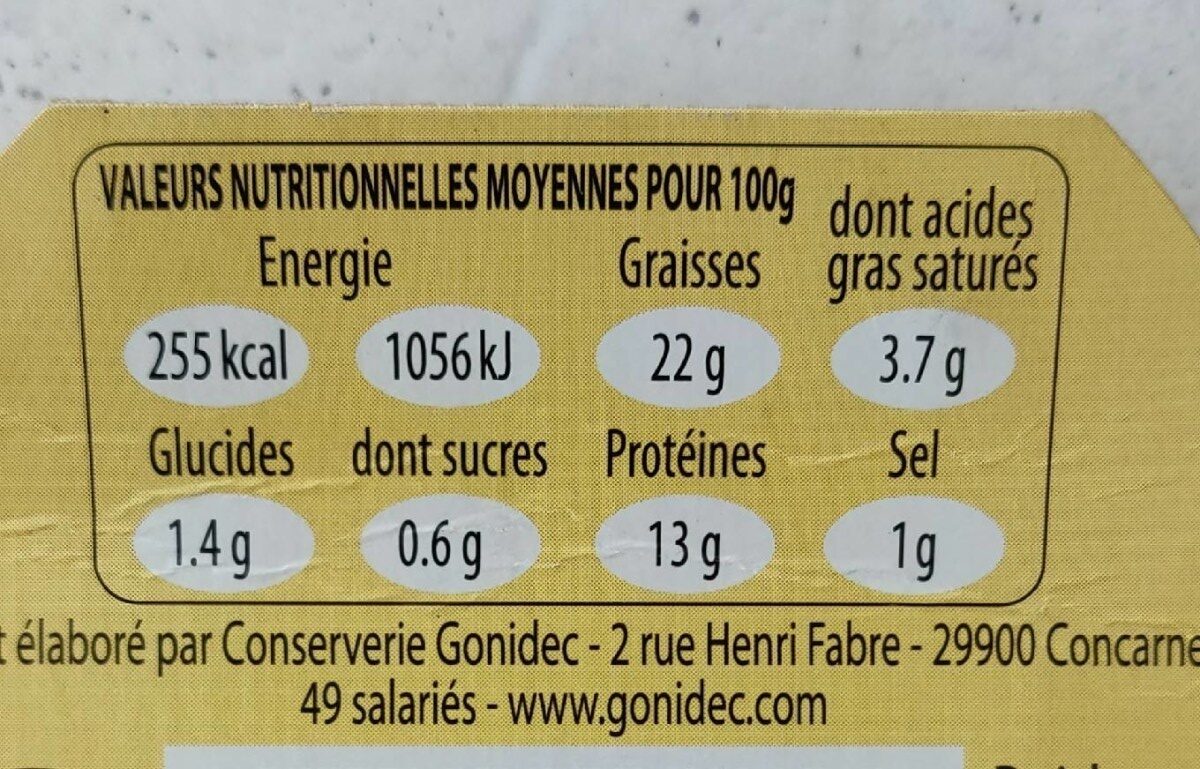 VALEURS NUTRITIONNELLES MOYENNES POUR 100g
Energie Graisses dont acides
gras saturés
255 kcal 1056 kJ 22 g 3.7 g
Glucides dont sucres Protéines Sel
1.4 g 0.6 g 13 g 1 g
élaboré par Conserverie Gonidec - 2 rue Henri Fabre - 29900 Concarne
49 salariés - www.gonidec.com